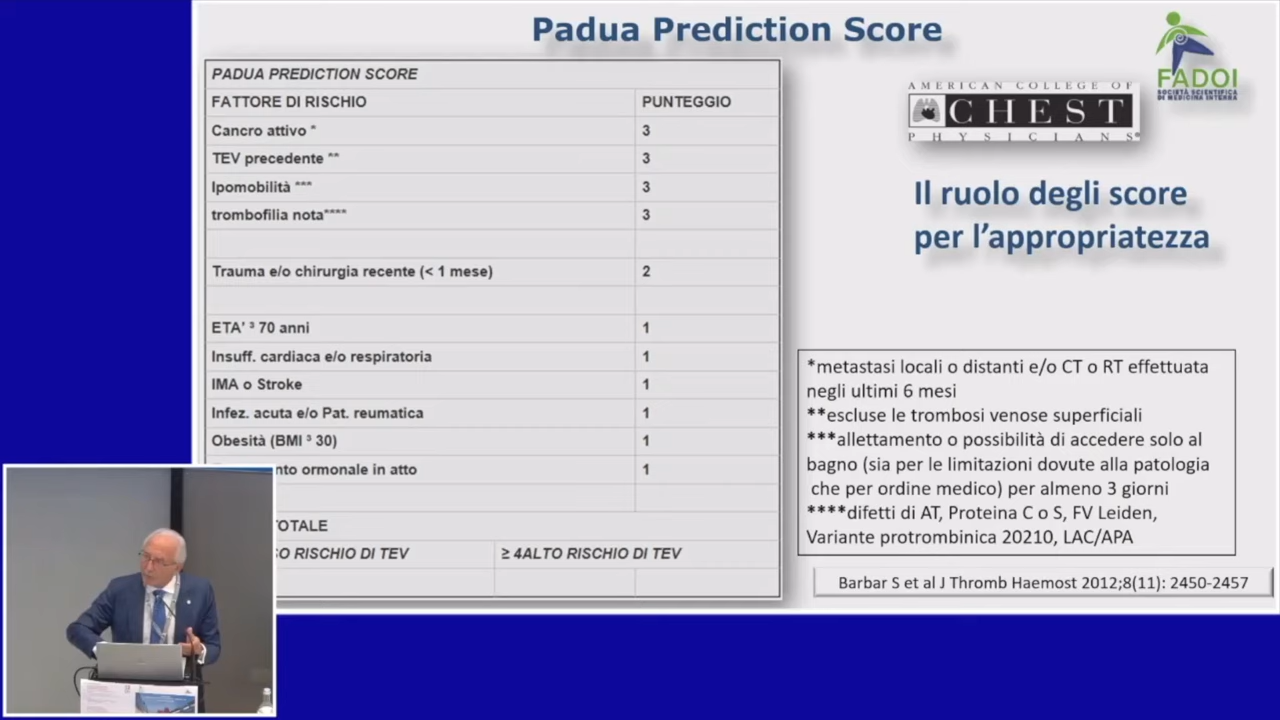 Padua Prediction Score
PADUA PREDICTION SCORE
FATTORE DI RISCHIO PUNTEGGIO
Cancro attivo * 3
TEV precedente ** 3
Ipomobilità *** 3
trombofilia nota**** 3
Trauma e/o chirurgia recente (< 1 mese) 2
ETA' ³ 70 anni 1
Insuff. cardiaca e/o respiratoria 1
IMA o Stroke 1
Infez. acuta e/o Pat. reumatica 1
Obesità (BMI ³ 30) 1
nto ormonale in atto 1
OTALE
SO RISCHIO DI TEV ≥ 4ALTO RISCHIO DI TEV
FADOI
SOCIETÀ SCIENTIFICA
DI MEDICINA INTERNA
AMERICAN COLLEGE OF
CHEST
PHYSICIANS®
Il ruolo degli score
per l’appropriatezza
*metastasi locali o distanti e/o CT o RT effettuata
negli ultimi 6 mesi
**escluse le trombosi venose superficiali
***allettamento o possibilità di accedere solo al
bagno (sia per le limitazioni dovute alla patologia
che per ordine medico) per almeno 3 giorni
****difetti di AT, Proteina C o S, FV Leiden,
Variante protrombinica 20210, LAC/APA
Barbar S et al J Thromb Haemost 2012;8(11): 2450-2457